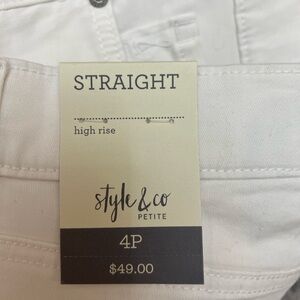 STRAIGHT
high rise
style & co
PETITE
4P
$49.00